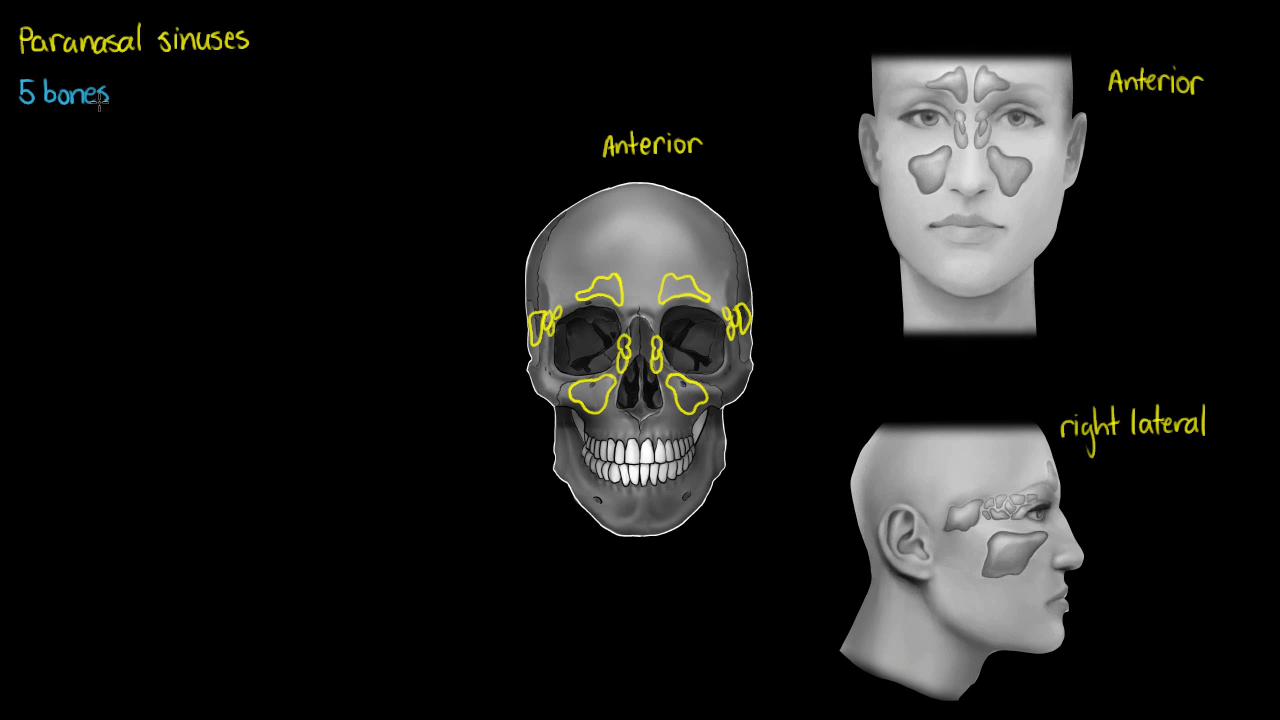 Paranasal sinuses
5 bones
Anterior
Anterior
right lateral